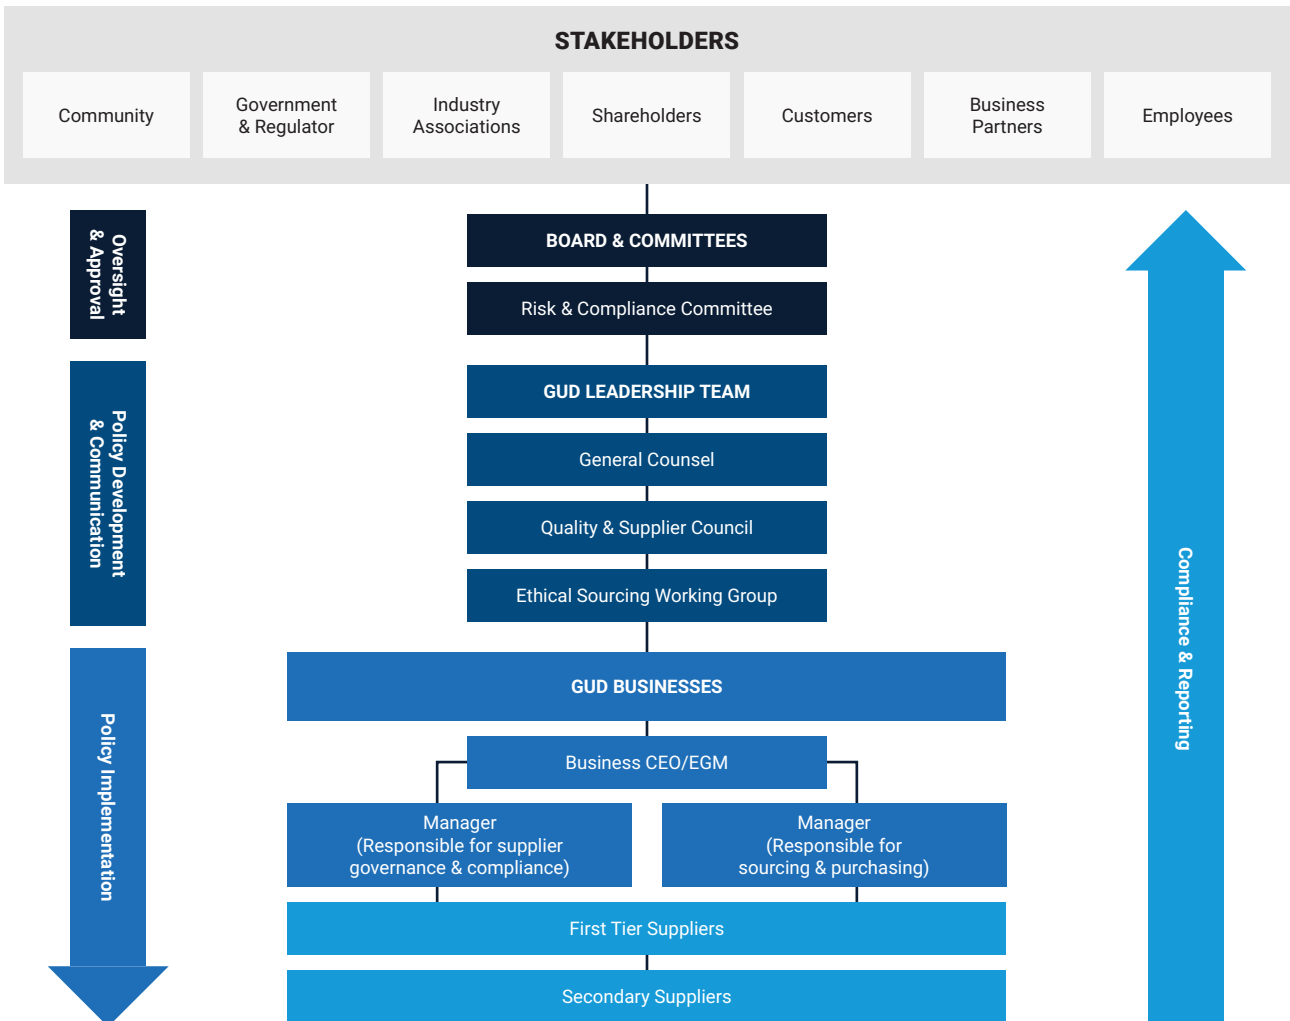 STAKEHOLDERS
Community
Government
& Regulator
Industry
Associations
Shareholders
Customers
Business
Partners
Employees
Oversight
& Approval
BOARD & COMMITTEES
Risk & Compliance Committee
Policy Development
& Communication
GUD LEADERSHIP TEAM
General Counsel
Quality & Supplier Council
Ethical Sourcing Working Group
Policy Implementation
GUD BUSINESSES
Business CEO/EGM
Manager
(Responsible for supplier
governance & compliance)
Manager
(Responsible for
sourcing & purchasing)
First Tier Suppliers
Secondary Suppliers
Compliance & Reporting